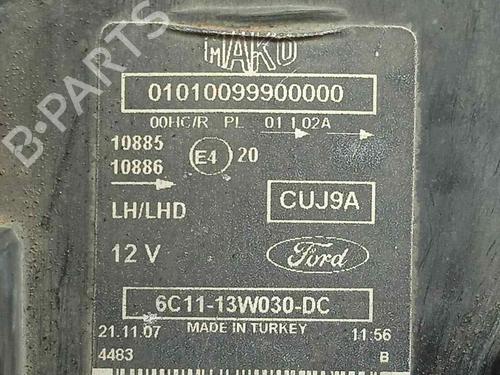 MAKO
01010099900000
00HC/R PL 01 1 02A
10885
10886
E4 20
LH/LHD
CUJ9A
12 V
Ford
6C11-13W030-DC
21.11.07 MADE IN TURKEY 11:56
4483 B
B-PARTS